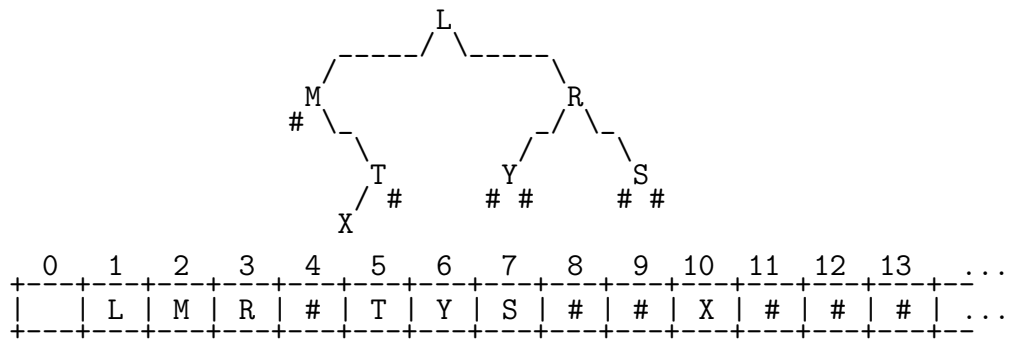 L
M R
#
T Y S
# # # # #
X
0 1 2 3 4 5 6 7 8 9 10 11 12 13 ...
| | L | M | R | # | T | Y | S | # | # | X | # | # | # | ...